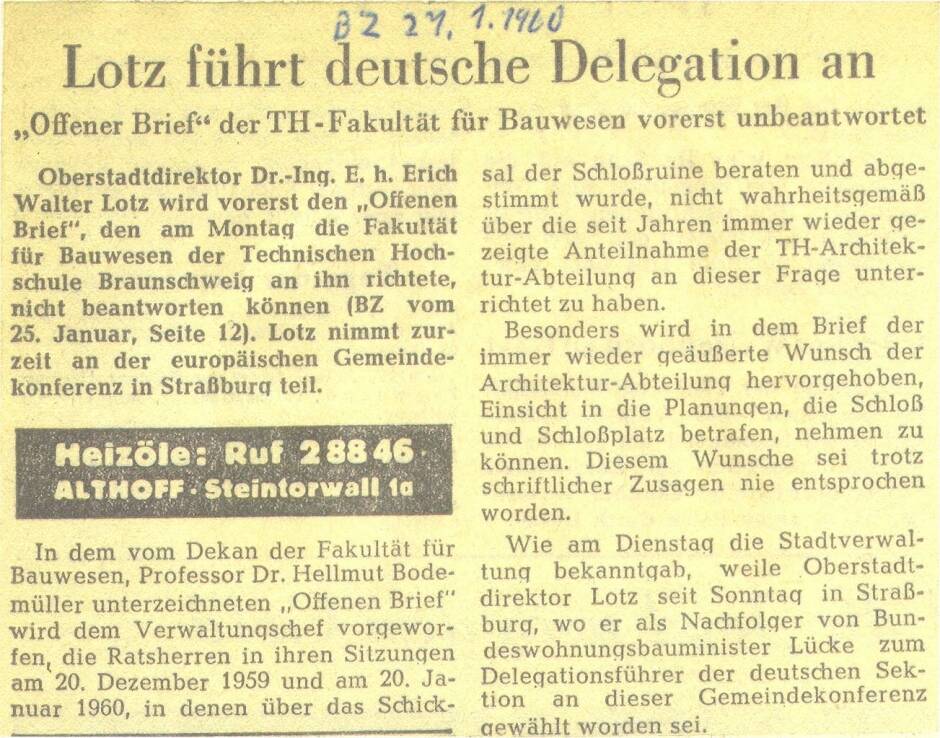 BZ 27. 1. 1960
Lotz führt deutsche Delegation an
„Offener Brief“ der TH-Fakultät für Bauwesen vorerst unbeantwortet
Oberstadtdirektor Dr.-Ing. E. h. Erich
Walter Lotz wird vorerst den „Offenen
Brief“, den am Montag die Fakultät
für Bauwesen der Technischen Hoch-
schule Braunschweig an ihn richtete,
nicht beantworten können (BZ vom
25. Januar, Seite 12). Lotz nimmt zur-
zeit an der europäischen Gemeinde-
konferenz in Straßburg teil.
Heizöle: Ruf 2 88 46
ALTHOFF · Steintorwall 1a
In dem vom Dekan der Fakultät für
Bauwesen, Professor Dr. Hellmut Bode-
müller unterzeichneten „Offenen Brief“
wird dem Verwaltungschef vorgewor-
fen, die Ratsherren in ihren Sitzungen
am 20. Dezember 1959 und am 20. Ja-
nuar 1960, in denen über das Schick-
sal der Schloßruine beraten und abge-
stimmt wurde, nicht wahrheitsgemäß
über die seit Jahren immer wieder ge-
zeigte Anteilnahme der TH-Architek-
tur-Abteilung an dieser Frage unter-
richtet zu haben.
Besonders wird in dem Brief der
immer wieder geäußerte Wunsch der
Architektur-Abteilung hervorgehoben,
Einsicht in die Planungen, die Schloß
und Schloßplatz betrafen, nehmen zu
können. Diesem Wunsche sei trotz
schriftlicher Zusagen nie entsprochen
worden.
Wie am Dienstag die Stadtverwal-
tung bekanntgab, weile Oberstadt-
direktor Lotz seit Sonntag in Straß-
burg, wo er als Nachfolger von Bun-
deswohnungsbauminister Lücke zum
Delegationsführer der deutschen Sek-
tion an dieser Gemeindekonferenz
gewählt worden sei.